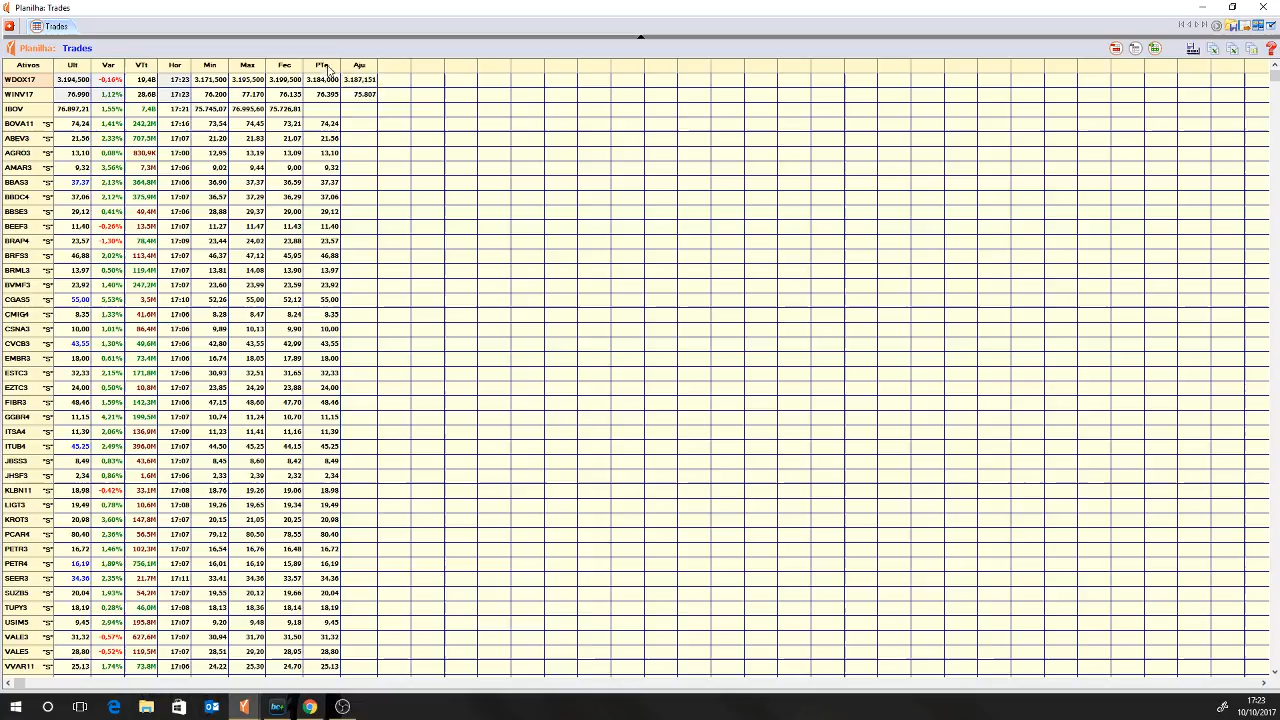 Planilha: Trades
Trades
Planilha: Trades
Ativos Ult Var VTt Hor Min Max Fec PTe Aju
WDOX17 3.194,500 -0,16% 19,4B 17:23 3.171,500 3.195,500 3.199,500 3.184,000 3.187,151
WINV17 76.990 1,12% 28,6B 17:23 76.200 77.170 76.135 76.395 75.807
IBOV 76.897,21 1,55% 7,4B 17:21 75.745,07 76.995,60 75.726,81
BOVA11 "S" 74,24 1,41% 242,2M 17:16 73,54 74,45 73,21 74,24
ABEV3 "S" 21,56 2,33% 707,5M 17:07 21,20 21,83 21,07 21,56
AGRO3 "S" 13,10 0,08% 830,9K 17:00 12,95 13,19 13,09 13,10
AMAR3 "S" 9,32 3,56% 7,3M 17:06 9,02 9,44 9,00 9,32
BBAS3 "S" 37,37 2,13% 364,8M 17:06 36,90 37,37 36,59 37,37
BBDC4 "S" 37,06 2,12% 375,9M 17:06 36,57 37,29 36,29 37,06
BBSE3 "S" 29,12 0,41% 49,4M 17:06 28,88 29,37 29,00 29,12
BEEF3 "S" 11,40 -0,26% 13,5M 17:06 11,27 11,47 11,43 11,40
BRAP4 "S" 23,57 -1,30% 78,4M 17:09 23,44 24,02 23,88 23,57
BRFS3 "S" 46,88 2,02% 113,4M 17:06 46,37 47,12 45,95 46,88
BRML3 "S" 13,97 0,50% 119,4M 17:06 13,81 14,08 13,90 13,97
BVMF3 "S" 23,92 1,40% 247,2M 17:06 23,60 23,99 23,59 23,92
CGAS5 "S" 55,00 5,53% 3,5M 17:10 52,26 55,00 52,12 55,00
CMIG4 "S" 8,35 1,33% 41,6M 17:06 8,28 8,47 8,24 8,35
CSNA3 "S" 10,00 1,01% 86,4M 17:06 9,89 10,13 9,90 10,00
CVCB3 "S" 43,55 1,30% 49,6M 17:06 42,80 43,55 42,99 43,55
EMBR3 "S" 18,00 0,61% 73,4M 17:06 16,74 18,05 17,89 18,00
ESTC3 "S" 32,33 2,15% 171,8M 17:06 30,93 32,51 31,65 32,33
EZTC3 "S" 24,00 0,50% 10,8M 17:07 23,85 24,29 23,88 24,00
FIBR3 "S" 48,46 1,59% 142,3M 17:06 47,15 48,60 47,70 48,46
GGBR4 "S" 11,15 4,21% 199,5M 17:07 10,74 11,24 10,70 11,15
ITSA4 "S" 11,39 2,06% 136,9M 17:09 11,23 11,41 11,16 11,39
ITUB4 "S" 45,25 2,49% 396,0M 17:07 44,50 45,25 44,15 45,25
JBSS3 "S" 8,49 0,83% 43,6M 17:07 8,45 8,60 8,42 8,49
JHSF3 "S" 2,34 0,86% 1,6M 17:06 2,33 2,39 2,32 2,34
KLBN11 "S" 18,98 -0,42% 33,1M 17:08 18,76 19,26 19,06 18,98
LIGT3 "S" 19,49 0,78% 10,6M 17:07 19,26 19,65 19,34 19,49
KROT3 "S" 20,98 3,60% 147,8M 17:07 20,15 21,05 20,25 20,98
PCAR4 "S" 80,40 2,36% 56,5M 17:07 79,12 80,50 78,55 80,40
PETR3 "S" 16,72 1,46% 102,3M 17:07 16,54 16,76 16,48 16,72
PETR4 "S" 16,19 1,89% 756,1M 17:07 16,01 16,19 15,89 16,19
SEER3 "S" 34,36 2,35% 21,7M 17:11 33,41 34,36 33,57 34,36
SUZB5 "S" 20,04 1,93% 54,2M 17:07 19,55 20,12 19,66 20,04
TUPY3 "S" 18,19 0,28% 46,0M 17:08 18,13 18,36 18,14 18,19
USIM5 "S" 9,45 2,94% 195,8M 17:07 9,20 9,48 9,18 9,45
VALE3 "S" 31,32 -0,57% 627,6M 17:07 30,94 31,70 31,50 31,32
VALE5 "S" 28,80 -0,52% 119,5M 17:07 28,51 29,20 28,95 28,80
VVAR11 "S" 25,13 1,74% 73,8M 17:06 24,22 25,30 24,70 25,13
bc+
17:23
10/10/2017